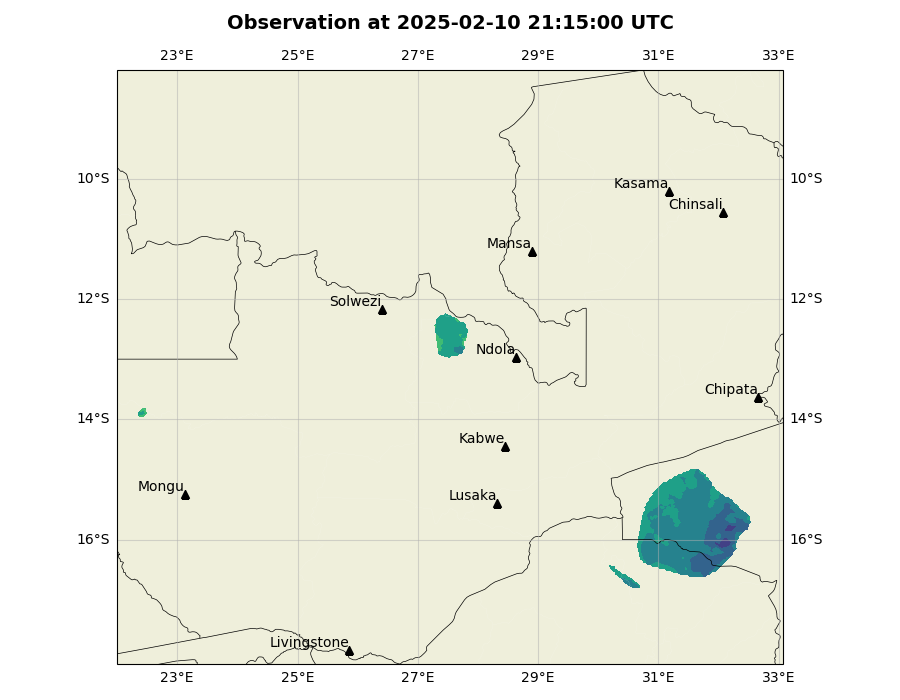 Observation at 2025-02-10 21:15:00 UTC
23°E 25°E 27°E 29°E 31°E 33°E
10°S 10°S
Kasama
Chinsali
Mansa
12°S 12°S
Solwezi
Ndola
Chipata
14°S 14°S
Kabwe
Mongu
Lusaka
16°S 16°S
Livingstone
23°E 25°E 27°E 29°E 31°E 33°E